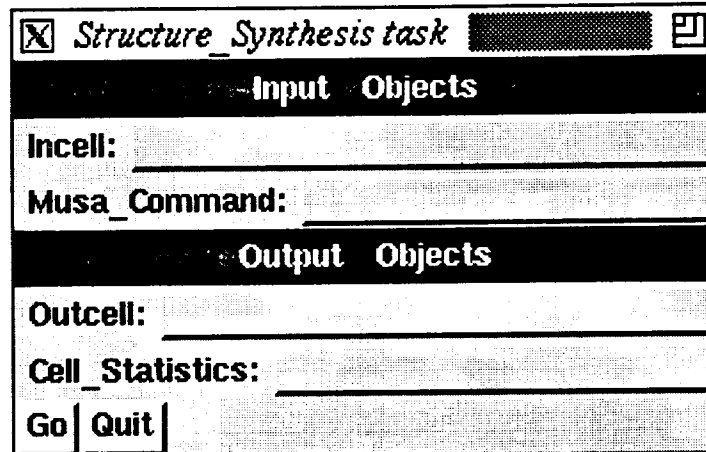 Structure_Synthesis task
Input Objects
Incell:
Musa_Command:
Output Objects
Outcell:
Cell_Statistics:
Go Quit